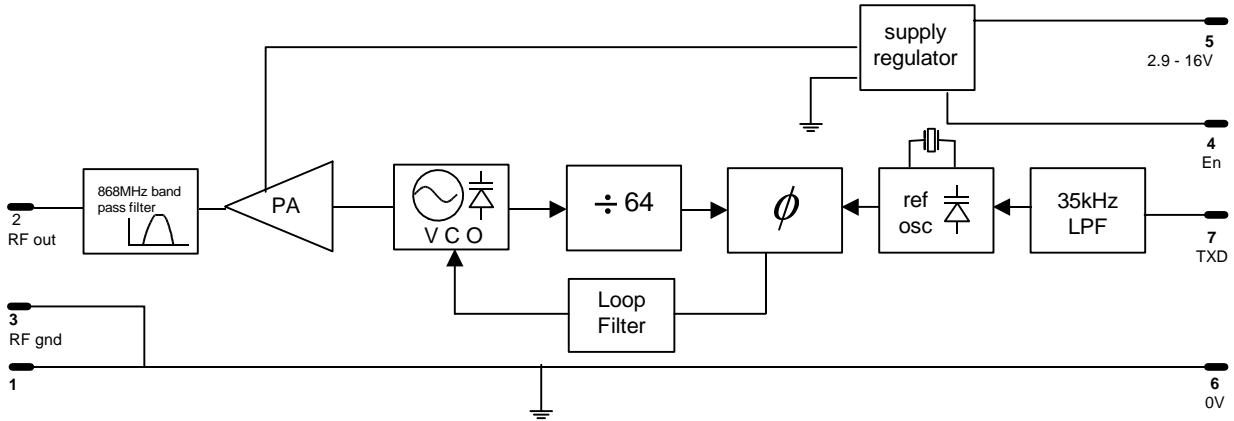 supply
regulator
5
2.9 - 16V
4
En
868MHz band
pass filter
PA
V C O
÷ 64
ϕ
ref
osc
35kHz
LPF
2
RF out
7
TXD
Loop
Filter
3
RF gnd
1
6
0V